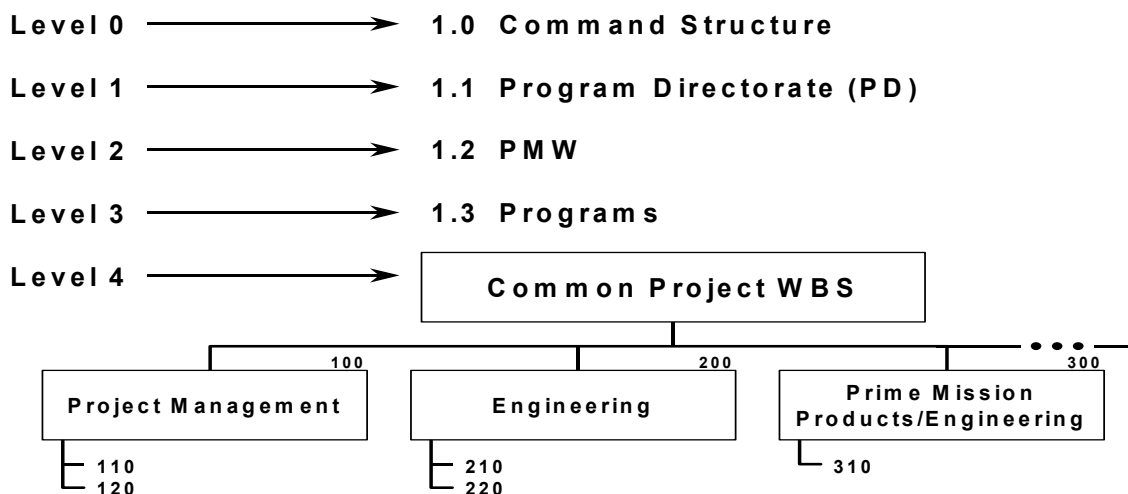 Level 0 1.0 Command Structure
Level 1 1.1 Program Directorate (PD)
Level 2 1.2 PMW
Level 3 1.3 Programs
Level 4
Common Project WBS
100 200 300
Project Management
Engineering
Prime Mission
Products/Engineering
110 210 310
120 220